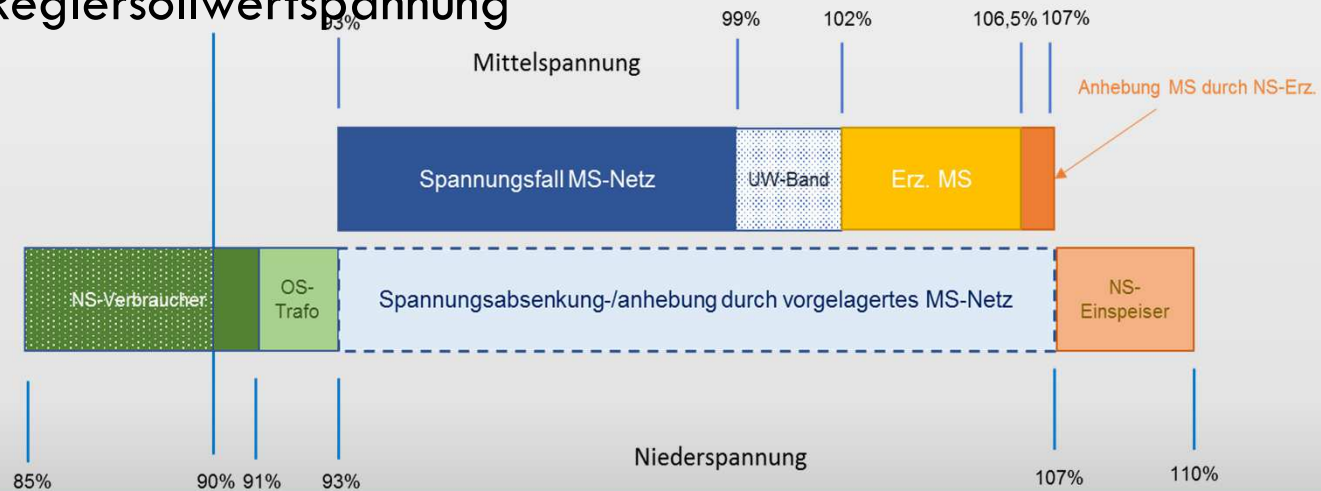 Reglersollwertspannung
93%
99%
102%
106,5% 107%
Mittelspannung
Anhebung MS durch NS-Erz.
Spannungsfall MS-Netz
UW-Band
Erz. MS
NS-Verbraucher
OS-
Trafo
Spannungsabsenkung-/anhebung durch vorgelagertes MS-Netz
NS-
Einspeiser
Niederspannung
85%
90% 91%
93%
107%
110%